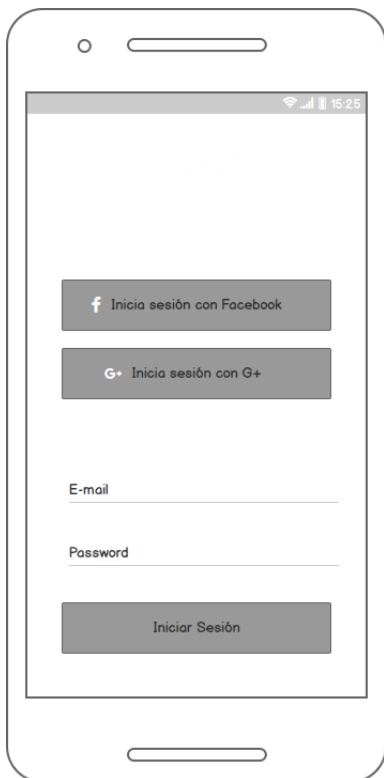 15:25
f Inicia sesión con Facebook
G+ Inicia sesión con G+
E-mail
Password
Iniciar Sesión